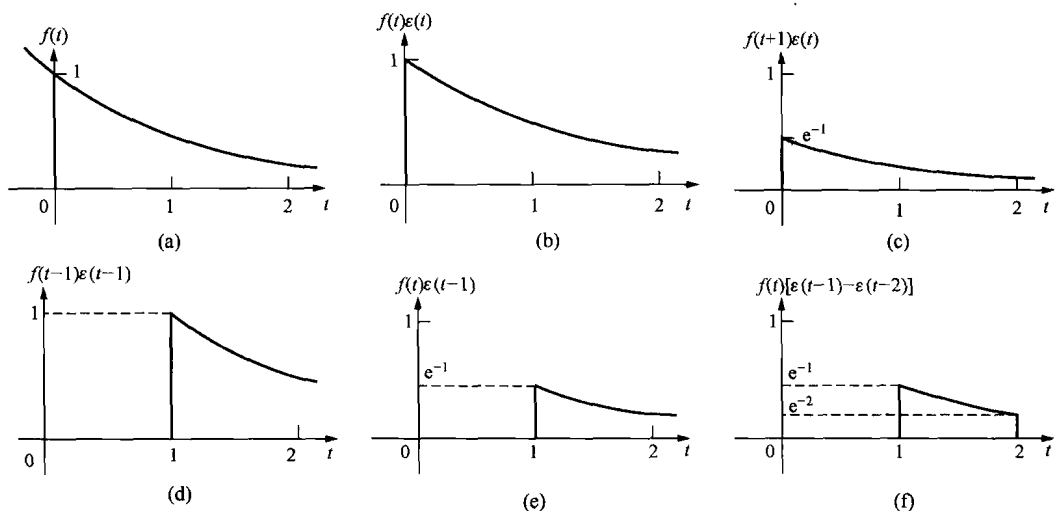 f(t)
1
0 1 2 t
(a)
f(t)ε(t)
1
0 1 2 t
(b)
f(t+1)ε(t)
1
e⁻¹
0 1 2 t
(c)
f(t−1)ε(t−1)
1
0 1 2 t
(d)
f(t)ε(t−1)
1
e⁻¹
0 1 2 t
(e)
f(t)[ε(t−1)−ε(t−2)]
1
e⁻¹
e⁻²
0 1 2 t
(f)